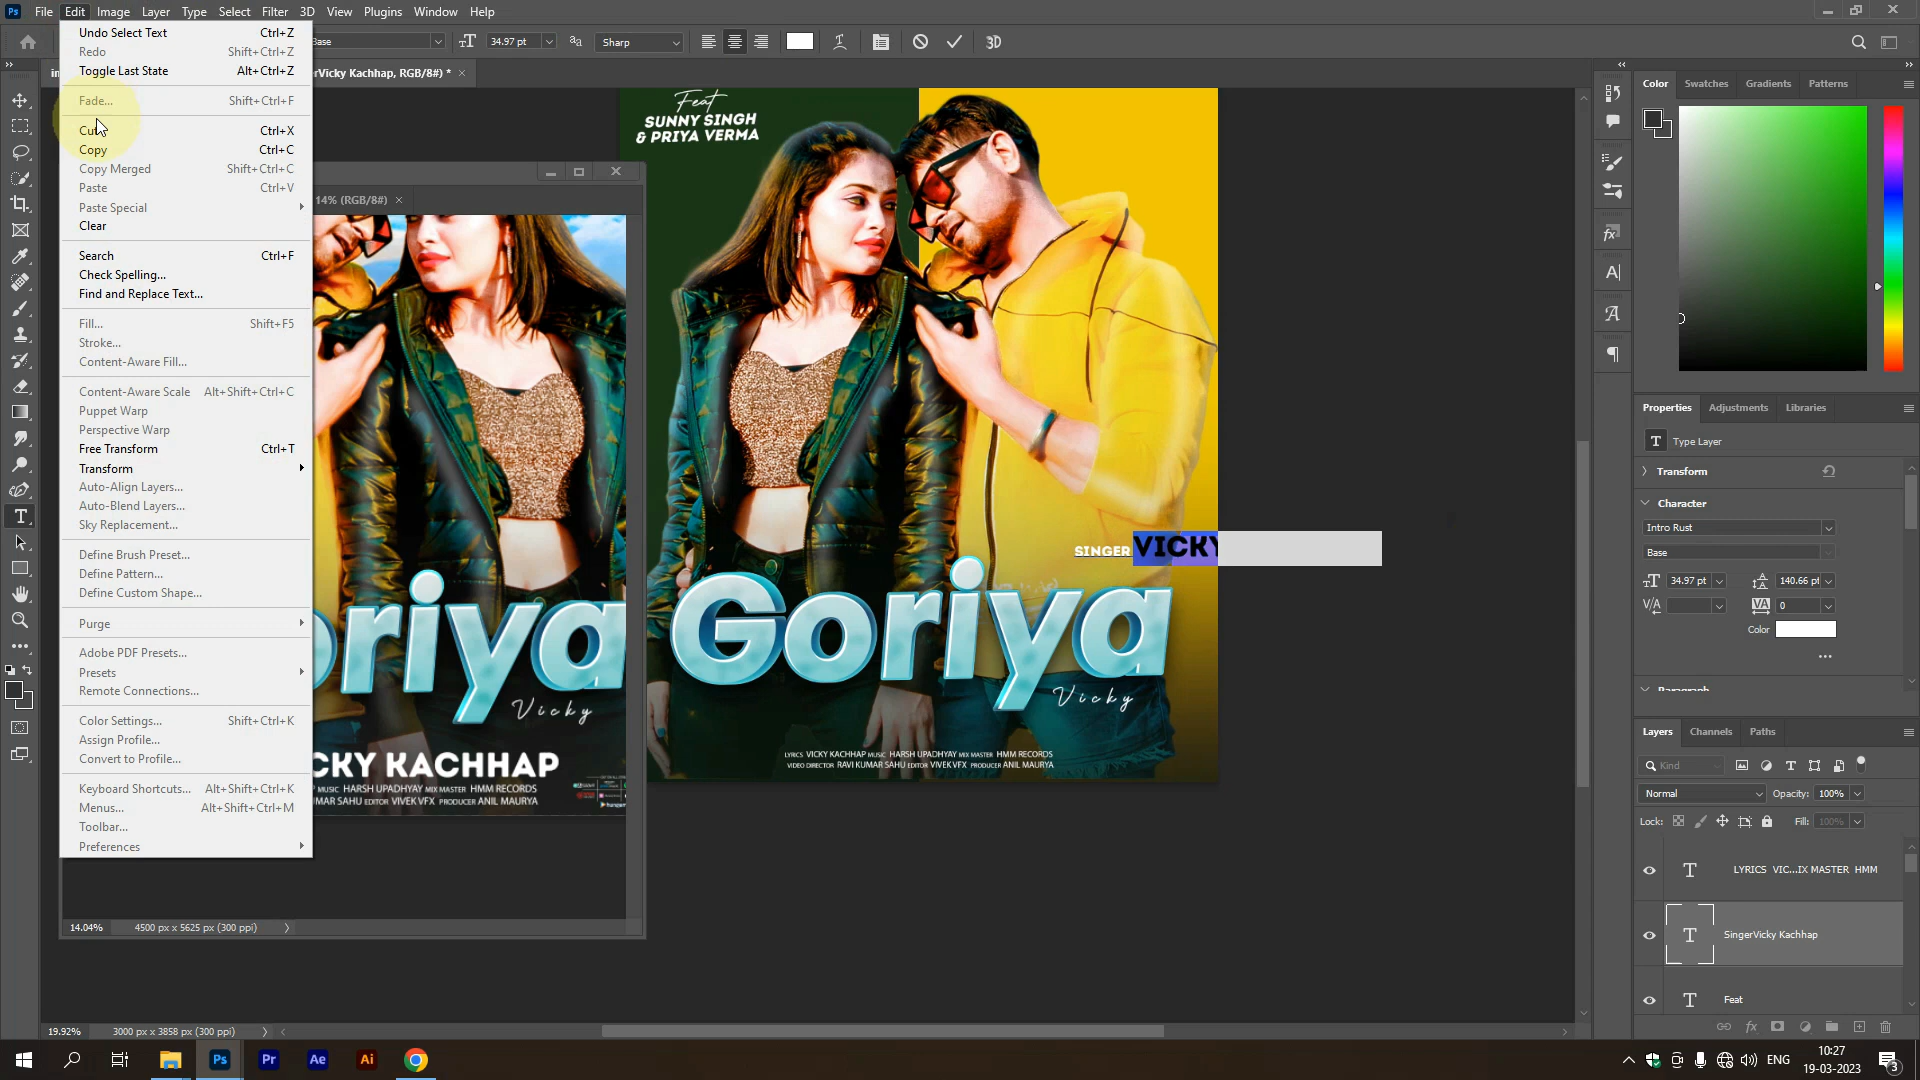 Ps File Edit Image Layer Type Select Filter 3D View Plugins Window Help
Base 34.97 pt Sharp 3D
rVicky Kachhap, RGB/8#) * ×
Undo Select Text Ctrl+Z
Redo Shift+Ctrl+Z
Toggle Last State Alt+Ctrl+Z
Fade... Shift+Ctrl+F
Cut Ctrl+X
Copy Ctrl+C
Copy Merged Shift+Ctrl+C
Paste Ctrl+V
Paste Special
Clear
Search Ctrl+F
Check Spelling...
Find and Replace Text...
Fill... Shift+F5
Stroke...
Content-Aware Fill...
Content-Aware Scale Alt+Shift+Ctrl+C
Puppet Warp
Perspective Warp
Free Transform Ctrl+T
Transform
Auto-Align Layers...
Auto-Blend Layers...
Sky Replacement...
Define Brush Preset...
Define Pattern...
Define Custom Shape...
Purge
Adobe PDF Presets...
Presets
Remote Connections...
Color Settings... Shift+Ctrl+K
Assign Profile...
Convert to Profile...
Keyboard Shortcuts... Alt+Shift+Ctrl+K
Menus... Alt+Shift+Ctrl+M
Toolbar...
Preferences
14% (RGB/8#) ×
oriya
Vicky
CKY KACHHAP
MUSIC HARSH UPADHYAY MIX MASTER HMM RECORDS
MAR SAHU EDITOR VIVEK VFX PRODUCER ANIL MAURYA
14.04% 4500 px x 5625 px (300 ppi)
Feat
SUNNY SINGH
& PRIYA VERMA
SINGER VICKY
Goriya
Vicky
LYRICS VICKY KACHHAP MUSIC HARSH UPADHYAY MIX MASTER HMM RECORDS
VIDEO DIRECTOR RAVI KUMAR SAHU EDITOR VIVEK VFX PRODUCER ANIL MAURYA
19.92% 3000 px x 3858 px (300 ppi)
Color Swatches Gradients Patterns
Properties Adjustments Libraries
T Type Layer
Transform
Character
Intro Rust
Base
34.97 pt 140.66 pt
0
Color
Paragraph
Layers Channels Paths
Kind
Normal Opacity: 100%
Lock: Fill: 100%
T LYRICS VIC...IX MASTER HMM
T SingerVicky Kachhap
T Feat
Ps Pr Ae Ai
ENG
10:27
19-03-2023
3